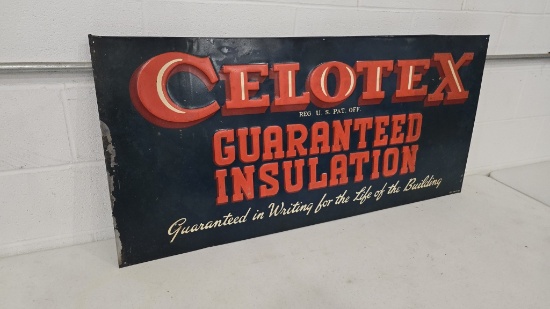 CELOTEX
REG. U. S. PAT. OFF.
GUARANTEED
INSULATION
Guaranteed in Writing for the Life of the Building